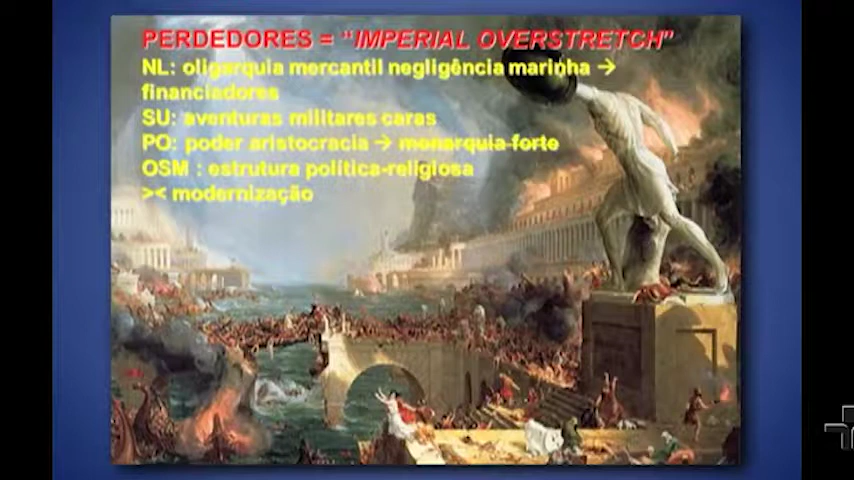 PERDEDORES = "IMPERIAL OVERSTRETCH"
NL: oligarquia mercantil negligência marinha →
financiadores
SU: aventuras militares caras
PO: poder aristocracia → monarquia forte
OSM : estrutura política-religiosa
>< modernização